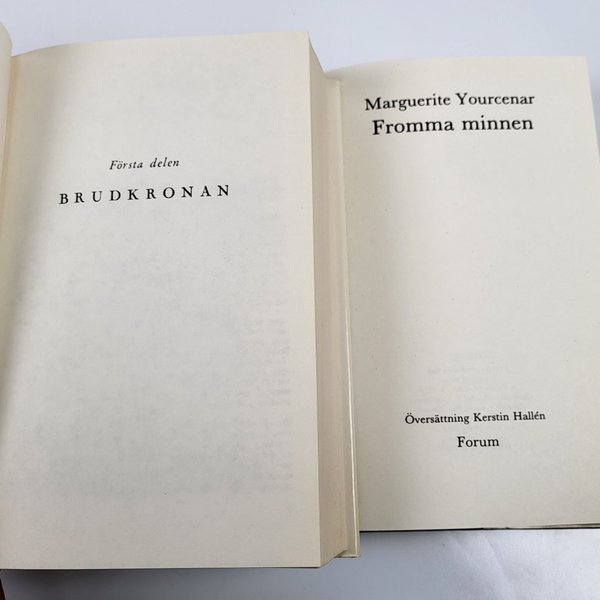 Första delen
BRUDKRONAN
Marguerite Yourcenar
Fromma minnen
Översättning Kerstin Hallén
Forum